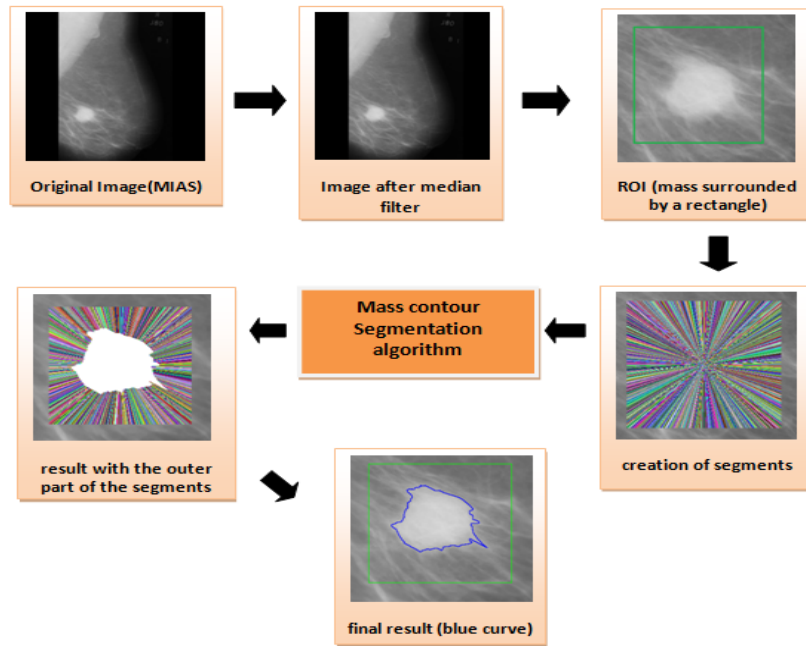 Original Image(MIAS)
Image after median
filter
ROI (mass surrounded
by a rectangle)
creation of segments
Mass contour
Segmentation
algorithm
result with the outer
part of the segments
final result (blue curve)